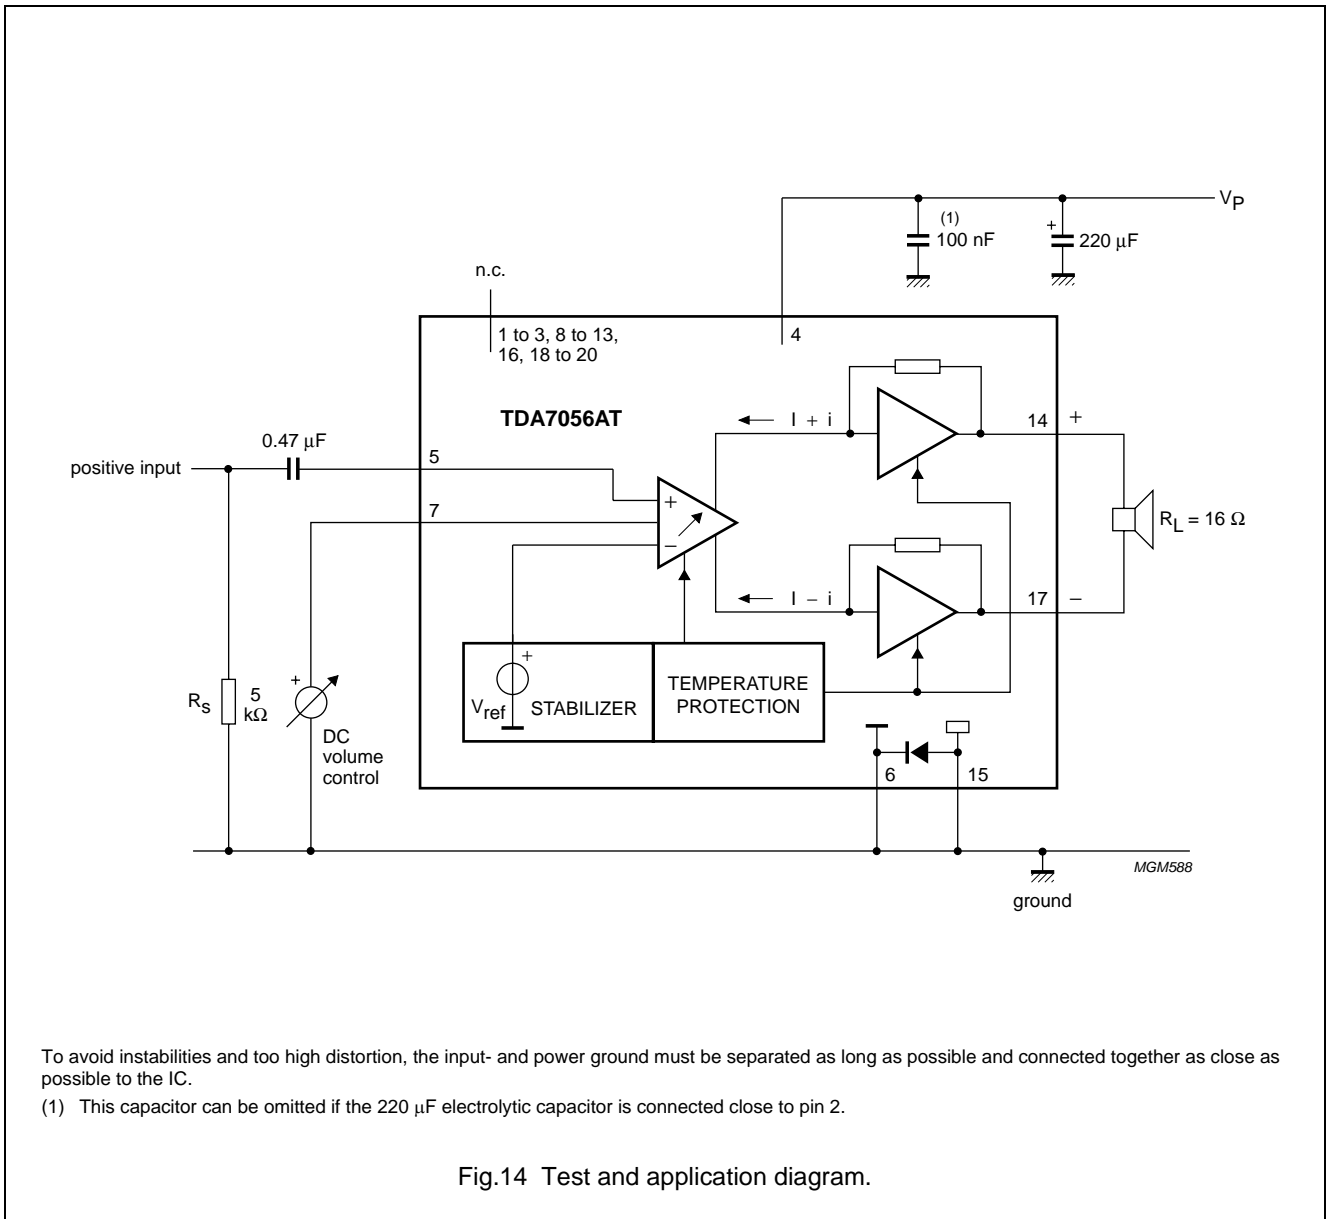 VP
(1)
100 nF
+
220 μF
n.c.
1 to 3, 8 to 13,
16, 18 to 20
4
TDA7056AT
I + i
14
+
0.47 μF
positive input
5
7
+
−
RL = 16 Ω
I − i
17
−
Rs
5
kΩ
+
DC
volume
control
+
Vref
STABILIZER
TEMPERATURE
PROTECTION
6
15
MGM588
ground
To avoid instabilities and too high distortion, the input- and power ground must be separated as long as possible and connected together as close as
possible to the IC.
(1) This capacitor can be omitted if the 220 μF electrolytic capacitor is connected close to pin 2.
Fig.14 Test and application diagram.